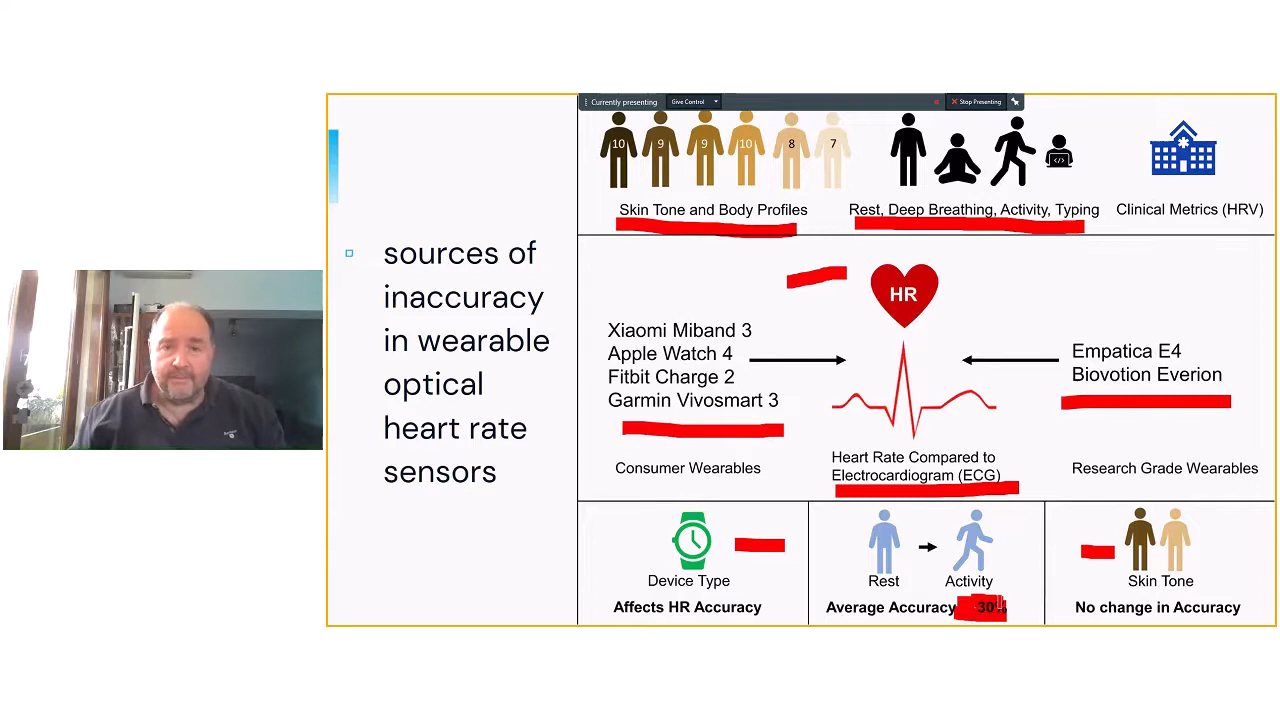 Currently presenting
Give Control
Stop Presenting
10 9 9 10 8 7
Skin Tone and Body Profiles
Rest, Deep Breathing, Activity, Typing
Clinical Metrics (HRV)
sources of
inaccuracy
in wearable
optical
heart rate
sensors
HR
Xiaomi Miband 3
Apple Watch 4
Fitbit Charge 2
Garmin Vivosmart 3
Consumer Wearables
Heart Rate Compared to
Electrocardiogram (ECG)
Empatica E4
Biovotion Everion
Research Grade Wearables
Device Type
Affects HR Accuracy
Rest
Activity
Average Accuracy 30%
Skin Tone
No change in Accuracy